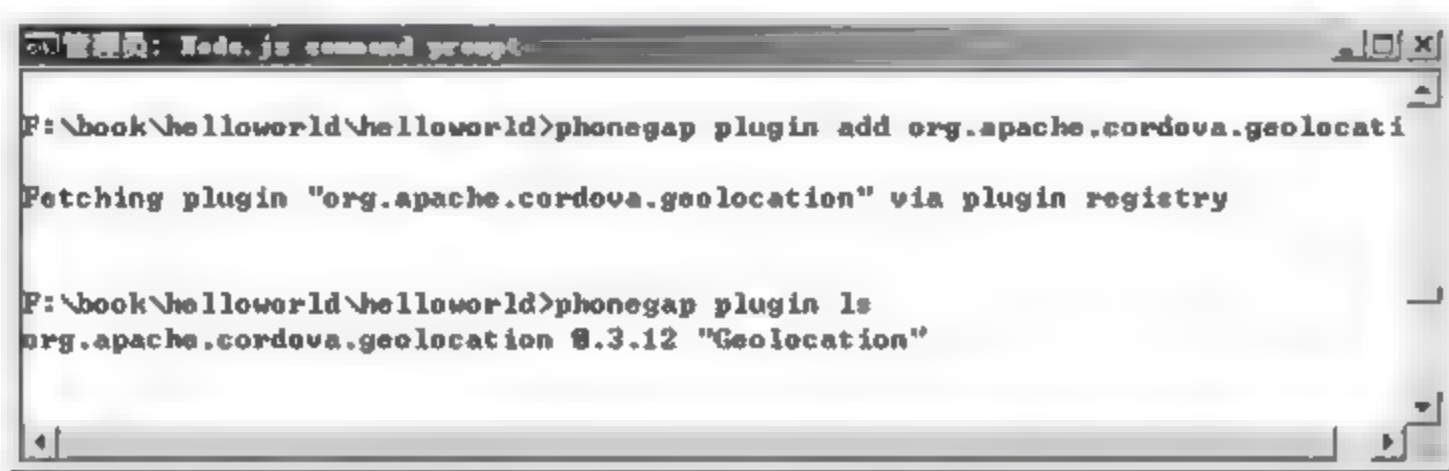 管理员: Node.js command prompt
F:\book\helloworld\helloworld>phonegap plugin add org.apache.cordova.geolocati
Fetching plugin "org.apache.cordova.geolocation" via plugin registry
F:\book\helloworld\helloworld>phonegap plugin ls
org.apache.cordova.geolocation 0.3.12 "Geolocation"